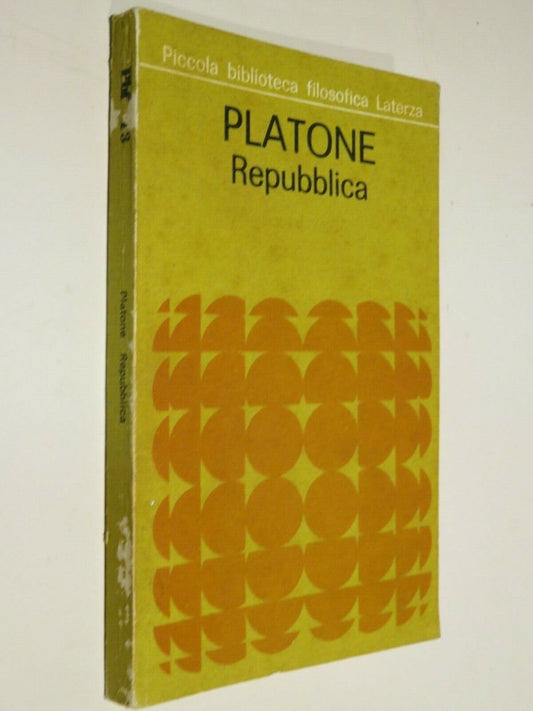 Piccola biblioteca filosofica Laterza
PLATONE
Repubblica
Platone Repubblica